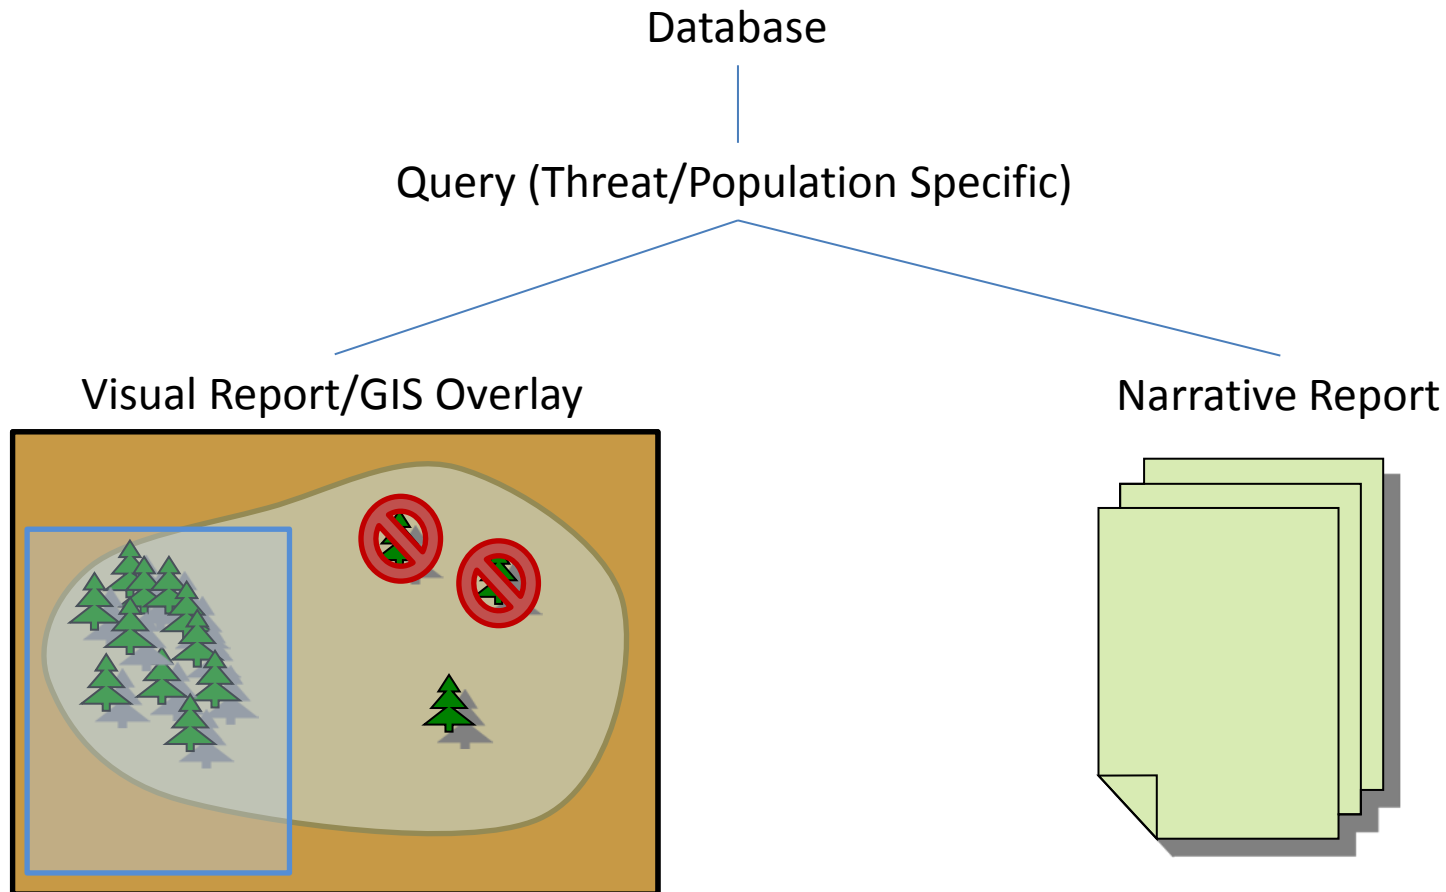 Database
Query (Threat/Population Specific)
Visual Report/GIS Overlay
Narrative Report